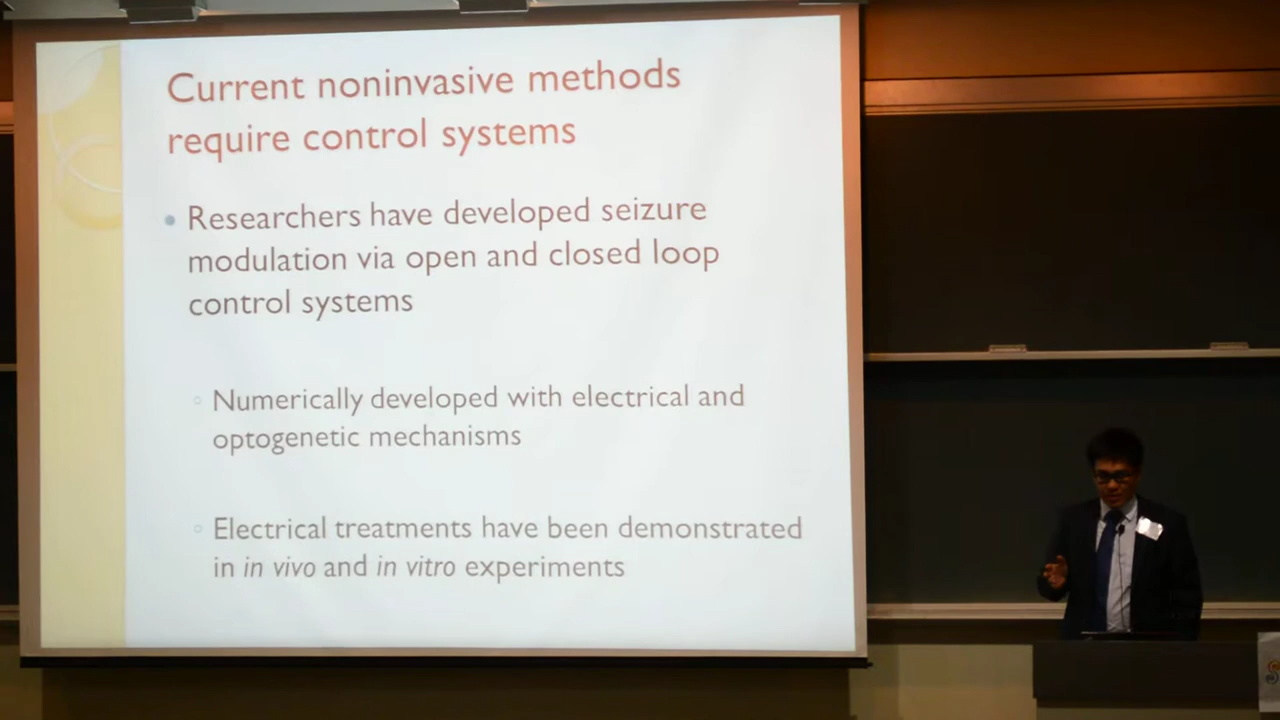 Current noninvasive methods
require control systems
Researchers have developed seizure
modulation via open and closed loop
control systems
Numerically developed with electrical and
optogenetic mechanisms
Electrical treatments have been demonstrated
in in vivo and in vitro experiments